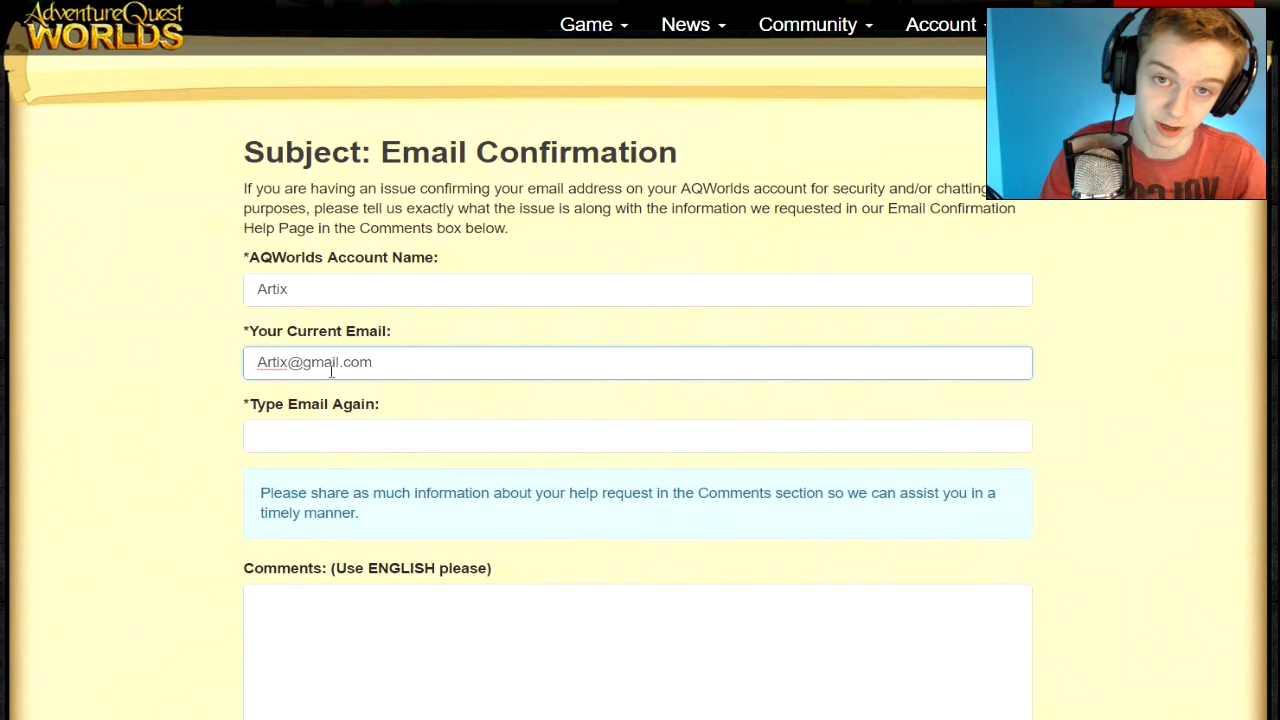 AdventureQuest
WORLDS
Game News Community Account
Subject: Email Confirmation
If you are having an issue confirming your email address on your AQWorlds account for security and/or chatting
purposes, please tell us exactly what the issue is along with the information we requested in our Email Confirmation
Help Page in the Comments box below.
*AQWorlds Account Name:
Artix
*Your Current Email:
Artix@gmail.com
*Type Email Again:
Please share as much information about your help request in the Comments section so we can assist you in a
timely manner.
Comments: (Use ENGLISH please)